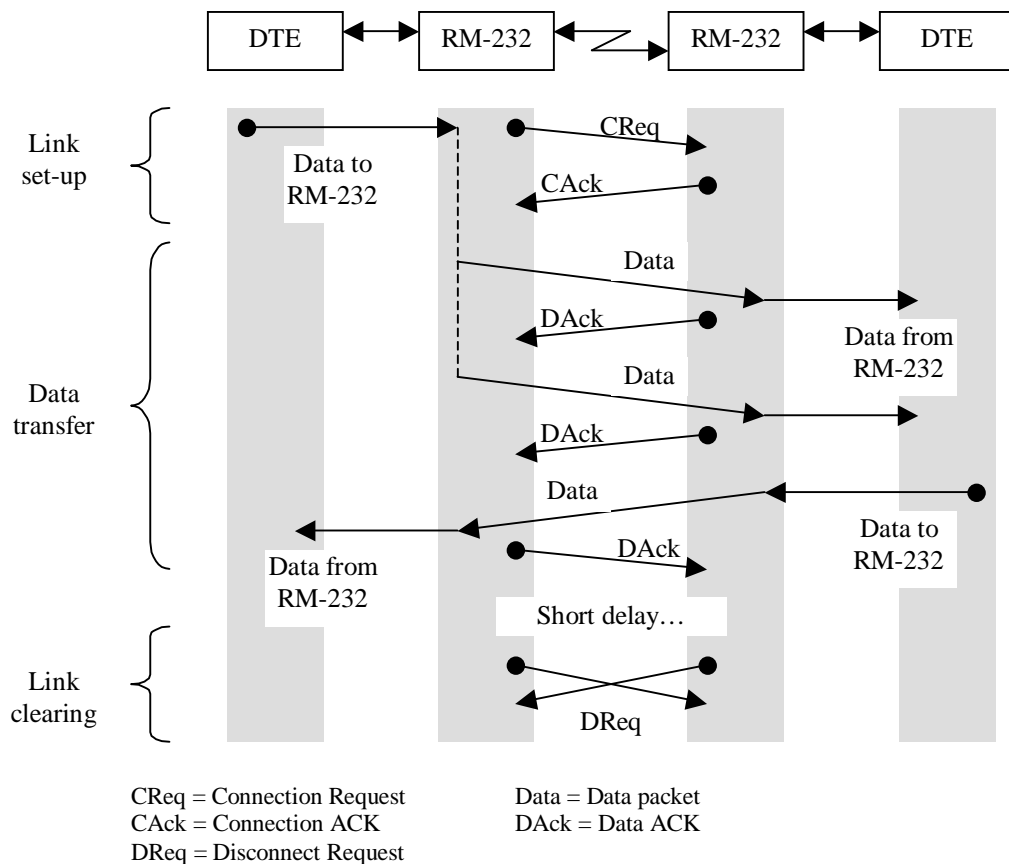 DTE
RM-232
RM-232
DTE
Link
set-up
Data to
RM-232
CReq
CAck
Data
transfer
Data
DAck
Data from
RM-232
Data
DAck
Data
Data to
RM-232
DAck
Data from
RM-232
Short delay…
Link
clearing
DReq
CReq = Connection Request
CAck = Connection ACK
DReq = Disconnect Request
Data = Data packet
DAck = Data ACK